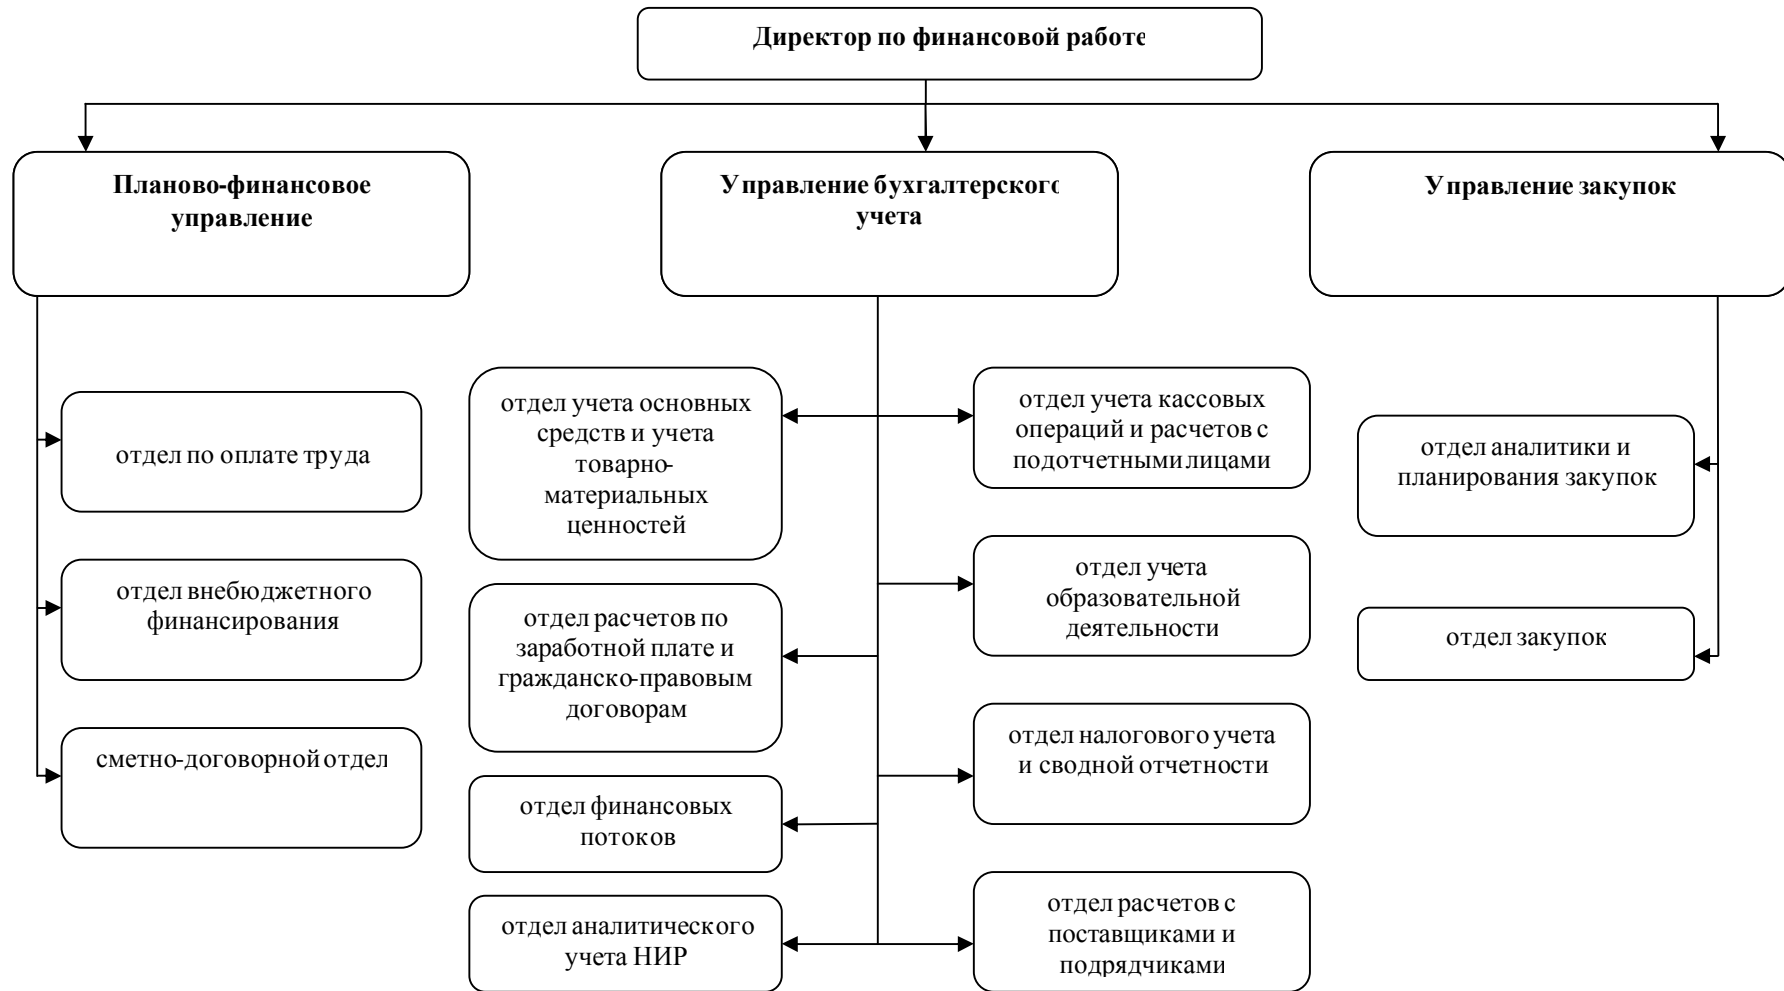 Директор по финансовой работе
Планово-финансовое
управление
Управление бухгалтерского
учета
Управление закупок
отдел по оплате труда
отдел внебюджетного
финансирования
сметно-договорной отдел
отдел учета основных
средств и учета
товарно-
материальных
ценностей
отдел расчетов по
заработной плате и
гражданско-правовым
договорам
отдел финансовых
потоков
отдел аналитического
учета НИР
отдел учета кассовых
операций и расчетов с
подотчетными лицами
отдел учета
образовательной
деятельности
отдел налогового учета
и сводной отчетности
отдел расчетов с
поставщиками и
подрядчиками
отдел аналитики и
планирования закупок
отдел закупок